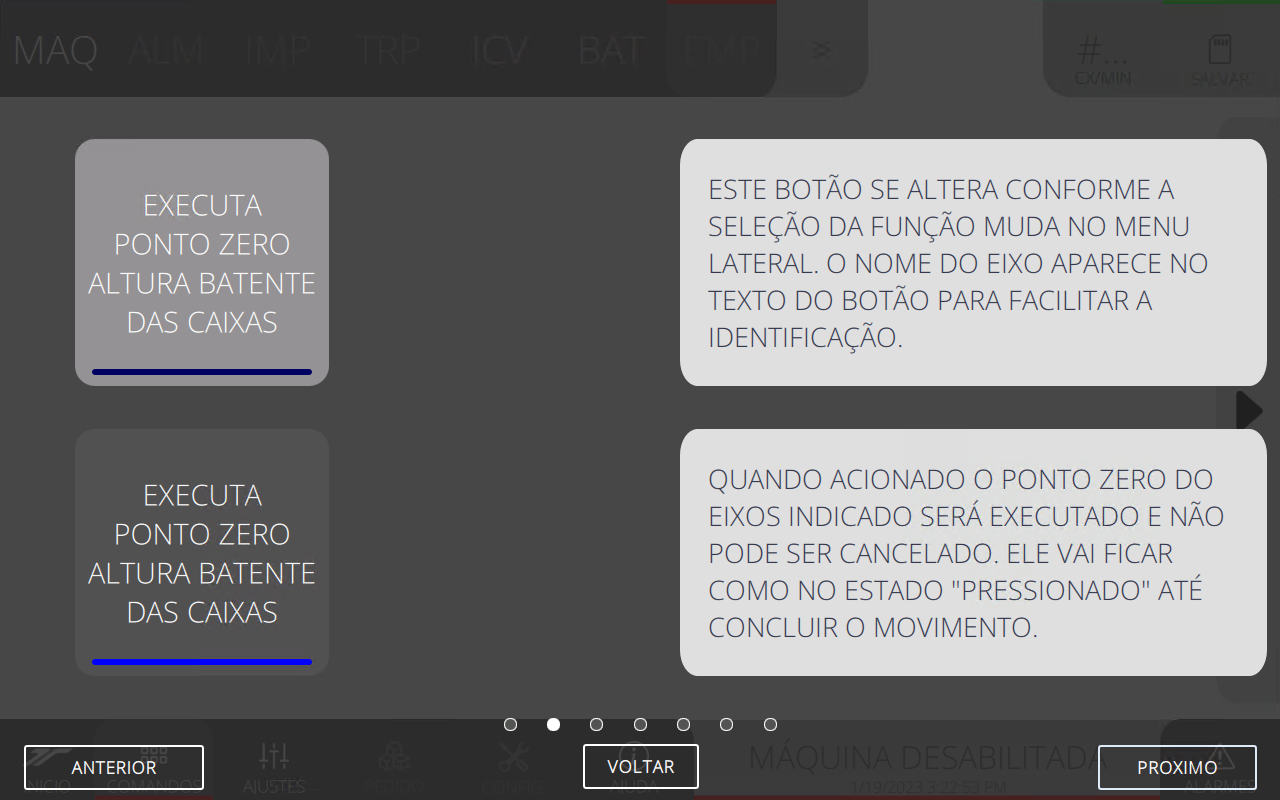 MAQ ALM IMP TRP ICV BAT EMP
#...
CX/MIN SALVAR
EXECUTA
PONTO ZERO
ALTURA BATENTE
DAS CAIXAS
ESTE BOTÃO SE ALTERA CONFORME A
SELEÇÃO DA FUNÇÃO MUDA NO MENU
LATERAL. O NOME DO EIXO APARECE NO
TEXTO DO BOTÃO PARA FACILITAR A
IDENTIFICAÇÃO.
EXECUTA
PONTO ZERO
ALTURA BATENTE
DAS CAIXAS
QUANDO ACIONADO O PONTO ZERO DO
EIXOS INDICADO SERÁ EXECUTADO E NÃO
PODE SER CANCELADO. ELE VAI FICAR
COMO NO ESTADO "PRESSIONADO" ATÉ
CONCLUIR O MOVIMENTO.
MÁQUINA DESABILITADA
ANTERIOR
VOLTAR
PROXIMO
INICIO COMANDOS AJUSTES PEDIDO CONFIG AJUDA 1/19/2023 3:22:53 PM ALARMES